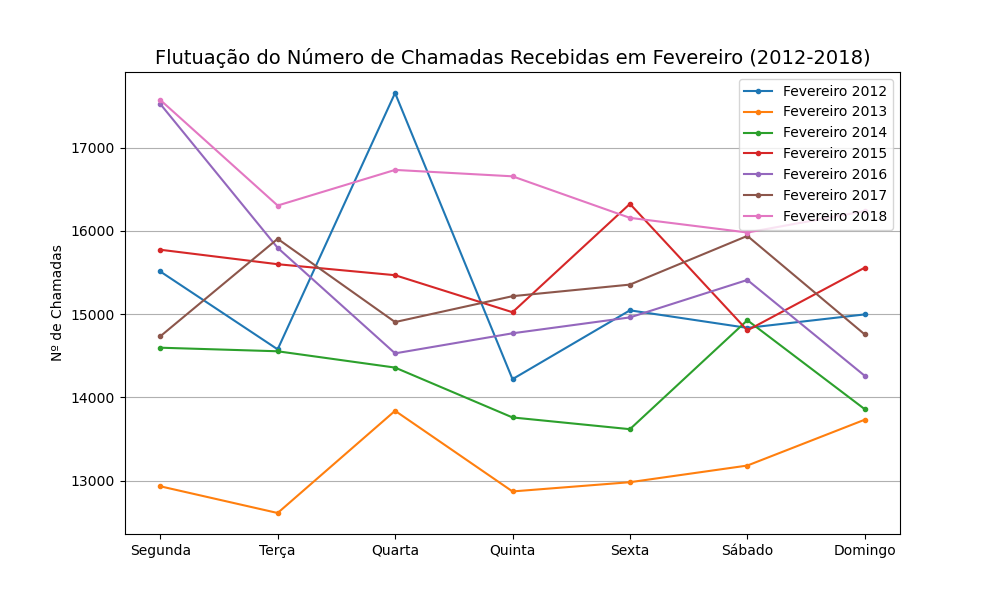 Flutuação do Número de Chamadas Recebidas em Fevereiro (2012-2018)
Fevereiro 2012
Fevereiro 2013
Fevereiro 2014
Fevereiro 2015
Fevereiro 2016
Fevereiro 2017
Fevereiro 2018
Nº de Chamadas
17000
16000
15000
14000
13000
Segunda Terça Quarta Quinta Sexta Sábado Domingo